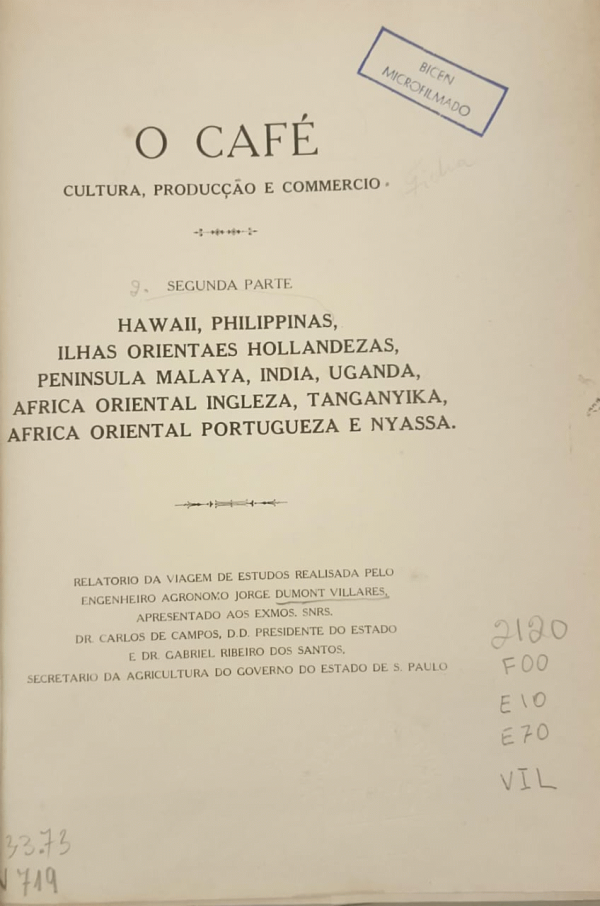 BICEN
MICROFILMADO
O CAFÉ
CULTURA, PRODUCÇÃO E COMMERCIO
2. SEGUNDA PARTE
HAWAII, PHILIPPINAS,
ILHAS ORIENTAES HOLLANDEZAS,
PENINSULA MALAYA, INDIA, UGANDA,
AFRICA ORIENTAL INGLEZA, TANGANYIKA,
AFRICA ORIENTAL PORTUGUEZA E NYASSA.
RELATORIO DA VIAGEM DE ESTUDOS REALISADA PELO
ENGENHEIRO AGRONOMO JORGE DUMONT VILLARES,
APRESENTADO AOS EXMOS. SNRS.
DR. CARLOS DE CAMPOS, D.D. PRESIDENTE DO ESTADO
E DR. GABRIEL RIBEIRO DOS SANTOS,
SECRETARIO DA AGRICULTURA DO GOVERNO DO ESTADO DE S. PAULO
2120
F00
E10
E70
VIL
33.73
719